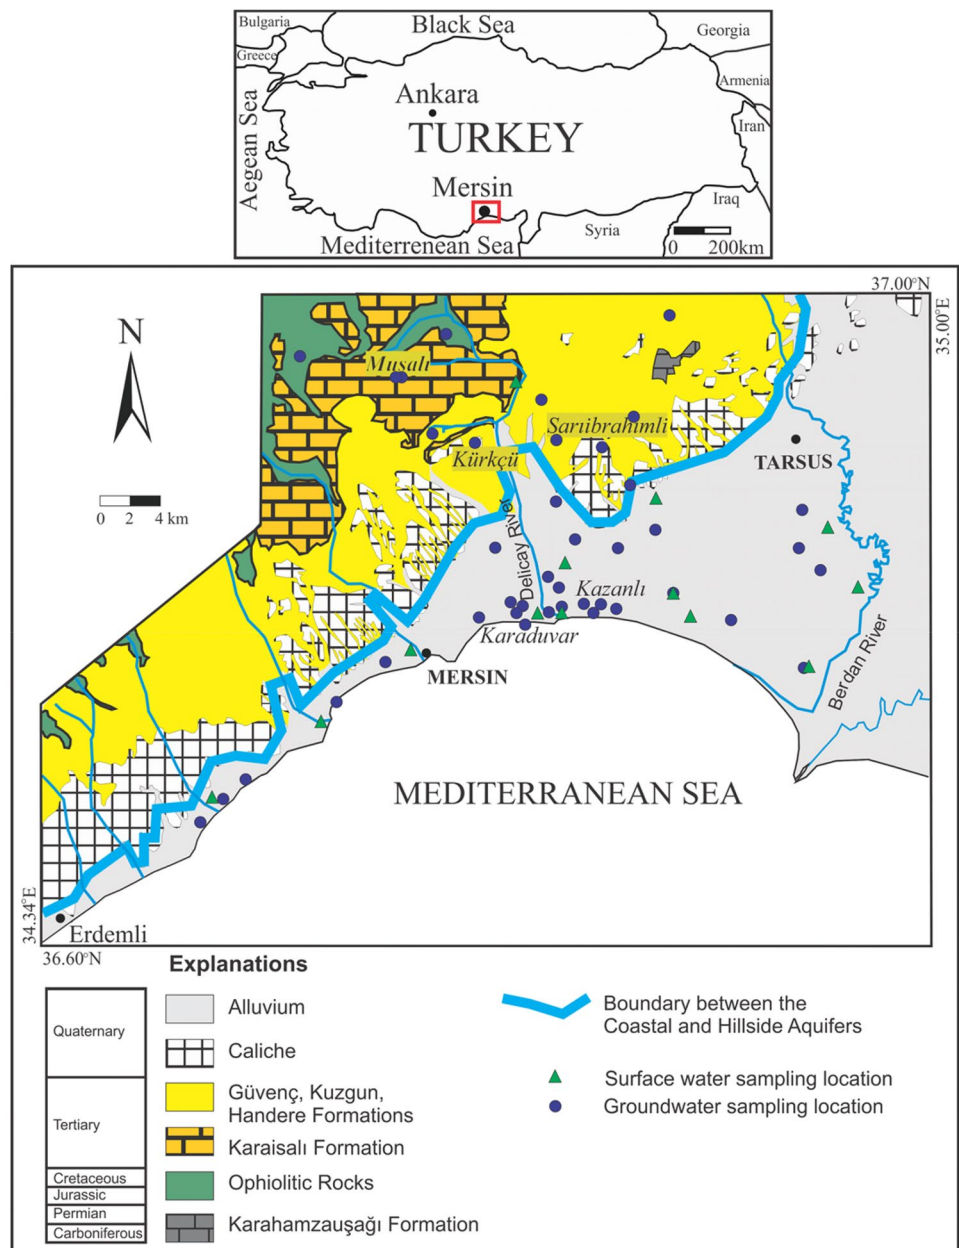 Bulgaria
Black Sea
Georgia
Greece
Armenia
Ankara
TURKEY
Iran
Aegean Sea
Mersin
Iraq
Syria
Mediterrenean Sea
0 200km
37.00°N
35.00°E
N
Musalı
Sarıibrahimli
Kürkçü
TARSUS
0 2 4 km
Delicay River
Kazanlı
Karaduvar
MERSIN
Berdan River
MEDITERRANEAN SEA
34.34°E
Erdemli
36.60°N
Explanations
Quaternary
Alluvium
Caliche
Tertiary
Güvenç, Kuzgun,
Handere Formations
Karaisalı Formation
Cretaceous
Jurassic
Ophiolitic Rocks
Permian
Carboniferous
Karahamzauşağı Formation
Boundary between the
Coastal and Hillside Aquifers
Surface water sampling location
Groundwater sampling location